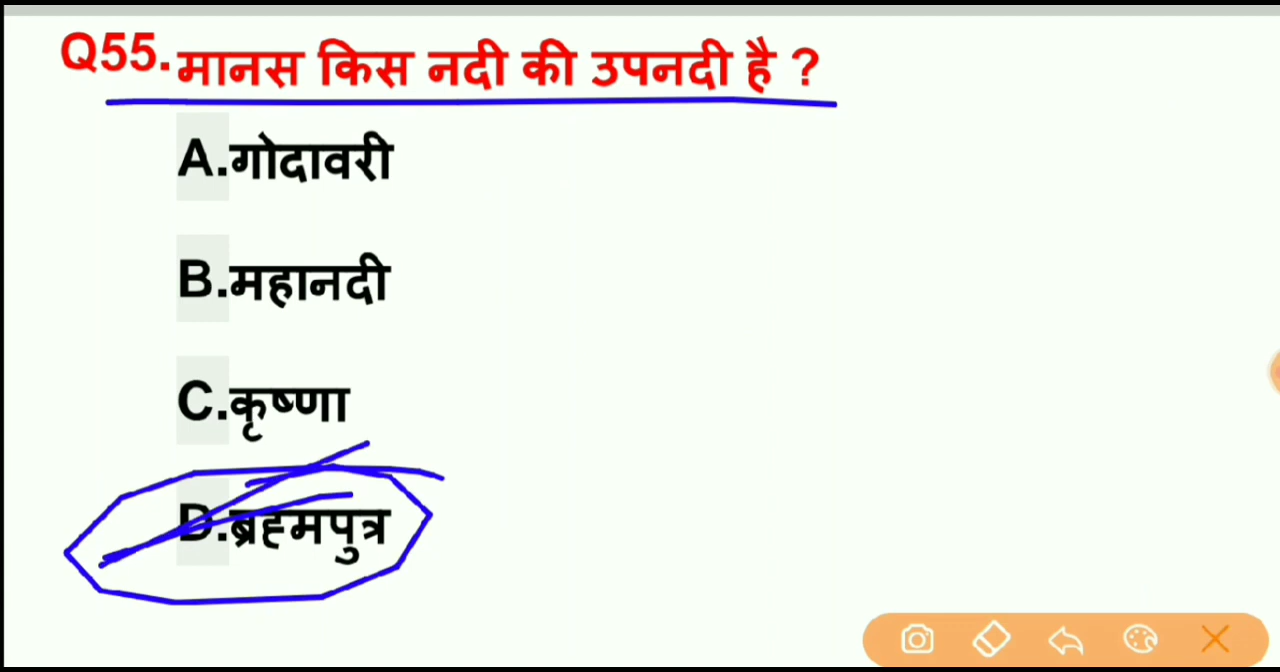 Q55. मानस किस नदी की उपनदी है ?
A.गोदावरी
B.महानदी
C.कृष्णा
D.ब्रह्मपुत्र